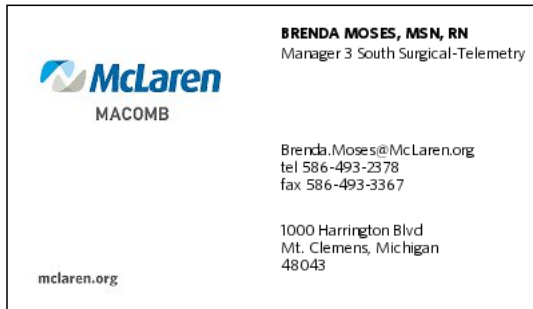 McLaren
MACOMB
mclaren.org
BRENDA MOSES, MSN, RN
Manager 3 South Surgical-Telemetry
Brenda.Moses@McLaren.org
tel 586-493-2378
fax 586-493-3367
1000 Harrington Blvd
Mt. Clemens, Michigan
48043